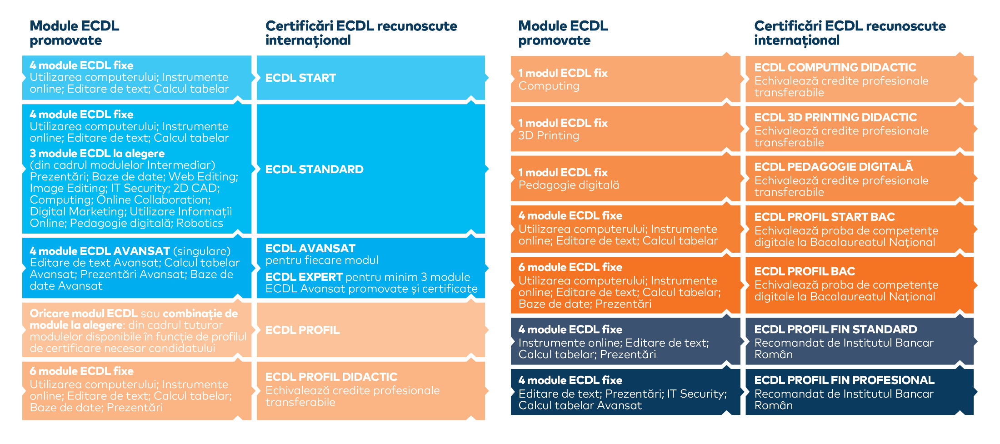 Module ECDL
promovate
Certificări ECDL recunoscute
internațional
4 module ECDL fixe
Utilizarea computerului; Instrumente
online; Editare de text; Calcul tabelar
ECDL START
4 module ECDL fixe
Utilizarea computerului; Instrumente
online; Editare de text; Calcul tabelar
3 module ECDL la alegere
(din cadrul modulelor Intermediar)
Prezentări; Baze de date; Web Editing;
Image Editing; IT Security; 2D CAD;
Computing; Online Collaboration;
Digital Marketing; Utilizare Informații
Online; Pedagogie digitală; Robotics
ECDL STANDARD
4 module ECDL AVANSAT (singulare)
Editare de text Avansat; Calcul tabelar
Avansat; Prezentări Avansat; Baze de
date Avansat
ECDL AVANSAT
pentru fiecare modul
ECDL EXPERT pentru minim 3 module
ECDL Avansat promovate și certificate
Oricare modul ECDL sau combinație de
module la alegere: din cadrul tuturor
modulelor disponibile în funcție de profilul
de certificare necesar candidatului
ECDL PROFIL
6 module ECDL fixe
Utilizarea computerului; Instrumente
online; Editare de text; Calcul tabelar;
Baze de date; Prezentări
ECDL PROFIL DIDACTIC
Echivalează credite profesionale
transferabile
Module ECDL
promovate
Certificări ECDL recunoscute
internațional
1 modul ECDL fix
Computing
ECDL COMPUTING DIDACTIC
Echivalează credite profesionale
transferabile
1 modul ECDL fix
3D Printing
ECDL 3D PRINTING DIDACTIC
Echivalează credite profesionale
transferabile
1 modul ECDL fix
Pedagogie digitală
ECDL PEDAGOGIE DIGITALĂ
Echivalează credite profesionale
transferabile
4 module ECDL fixe
Utilizarea computerului; Instrumente
online; Editare de text; Calcul tabelar
ECDL PROFIL START BAC
Echivalează proba de competențe
digitale la Bacalaureatul Național
6 module ECDL fixe
Utilizarea computerului; Instrumente
online; Editare de text; Calcul tabelar;
Baze de date; Prezentări
ECDL PROFIL BAC
Echivalează proba de competențe
digitale la Bacalaureatul Național
4 module ECDL fixe
Instrumente online; Editare de text;
Calcul tabelar; Prezentări
ECDL PROFIL FIN STANDARD
Recomandat de Institutul Bancar
Român
4 module ECDL fixe
Editare de text; Prezentări; IT Security;
Calcul tabelar Avansat
ECDL PROFIL FIN PROFESIONAL
Recomandat de Institutul Bancar
Român